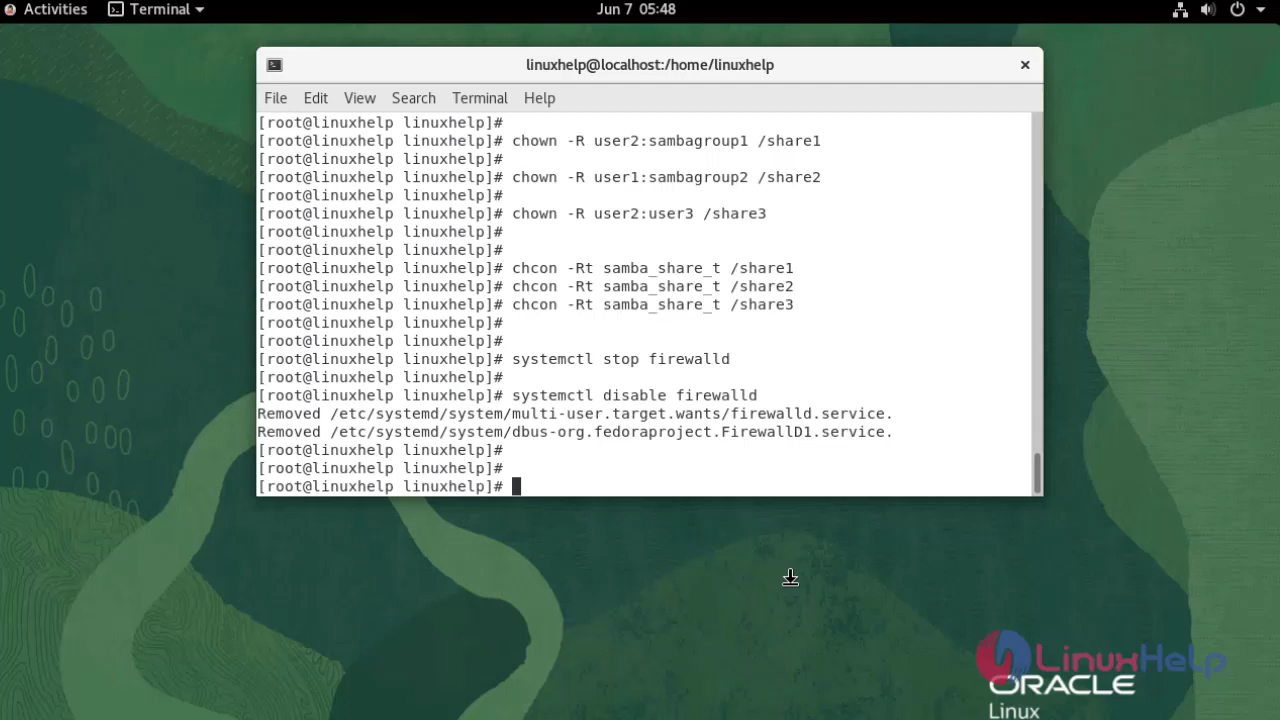 Activities Terminal Jun 7 05:48
linuxhelp@localhost:/home/linuxhelp
File Edit View Search Terminal Help
[root@linuxhelp linuxhelp]#
[root@linuxhelp linuxhelp]# chown -R user2:sambagroup1 /share1
[root@linuxhelp linuxhelp]#
[root@linuxhelp linuxhelp]# chown -R user1:sambagroup2 /share2
[root@linuxhelp linuxhelp]#
[root@linuxhelp linuxhelp]# chown -R user2:user3 /share3
[root@linuxhelp linuxhelp]#
[root@linuxhelp linuxhelp]#
[root@linuxhelp linuxhelp]# chcon -Rt samba_share_t /share1
[root@linuxhelp linuxhelp]# chcon -Rt samba_share_t /share2
[root@linuxhelp linuxhelp]# chcon -Rt samba_share_t /share3
[root@linuxhelp linuxhelp]#
[root@linuxhelp linuxhelp]#
[root@linuxhelp linuxhelp]# systemctl stop firewalld
[root@linuxhelp linuxhelp]#
[root@linuxhelp linuxhelp]# systemctl disable firewalld
Removed /etc/systemd/system/multi-user.target.wants/firewalld.service.
Removed /etc/systemd/system/dbus-org.fedoraproject.FirewallD1.service.
[root@linuxhelp linuxhelp]#
[root@linuxhelp linuxhelp]#
[root@linuxhelp linuxhelp]#
LinuxHelp
ORACLE
Linux